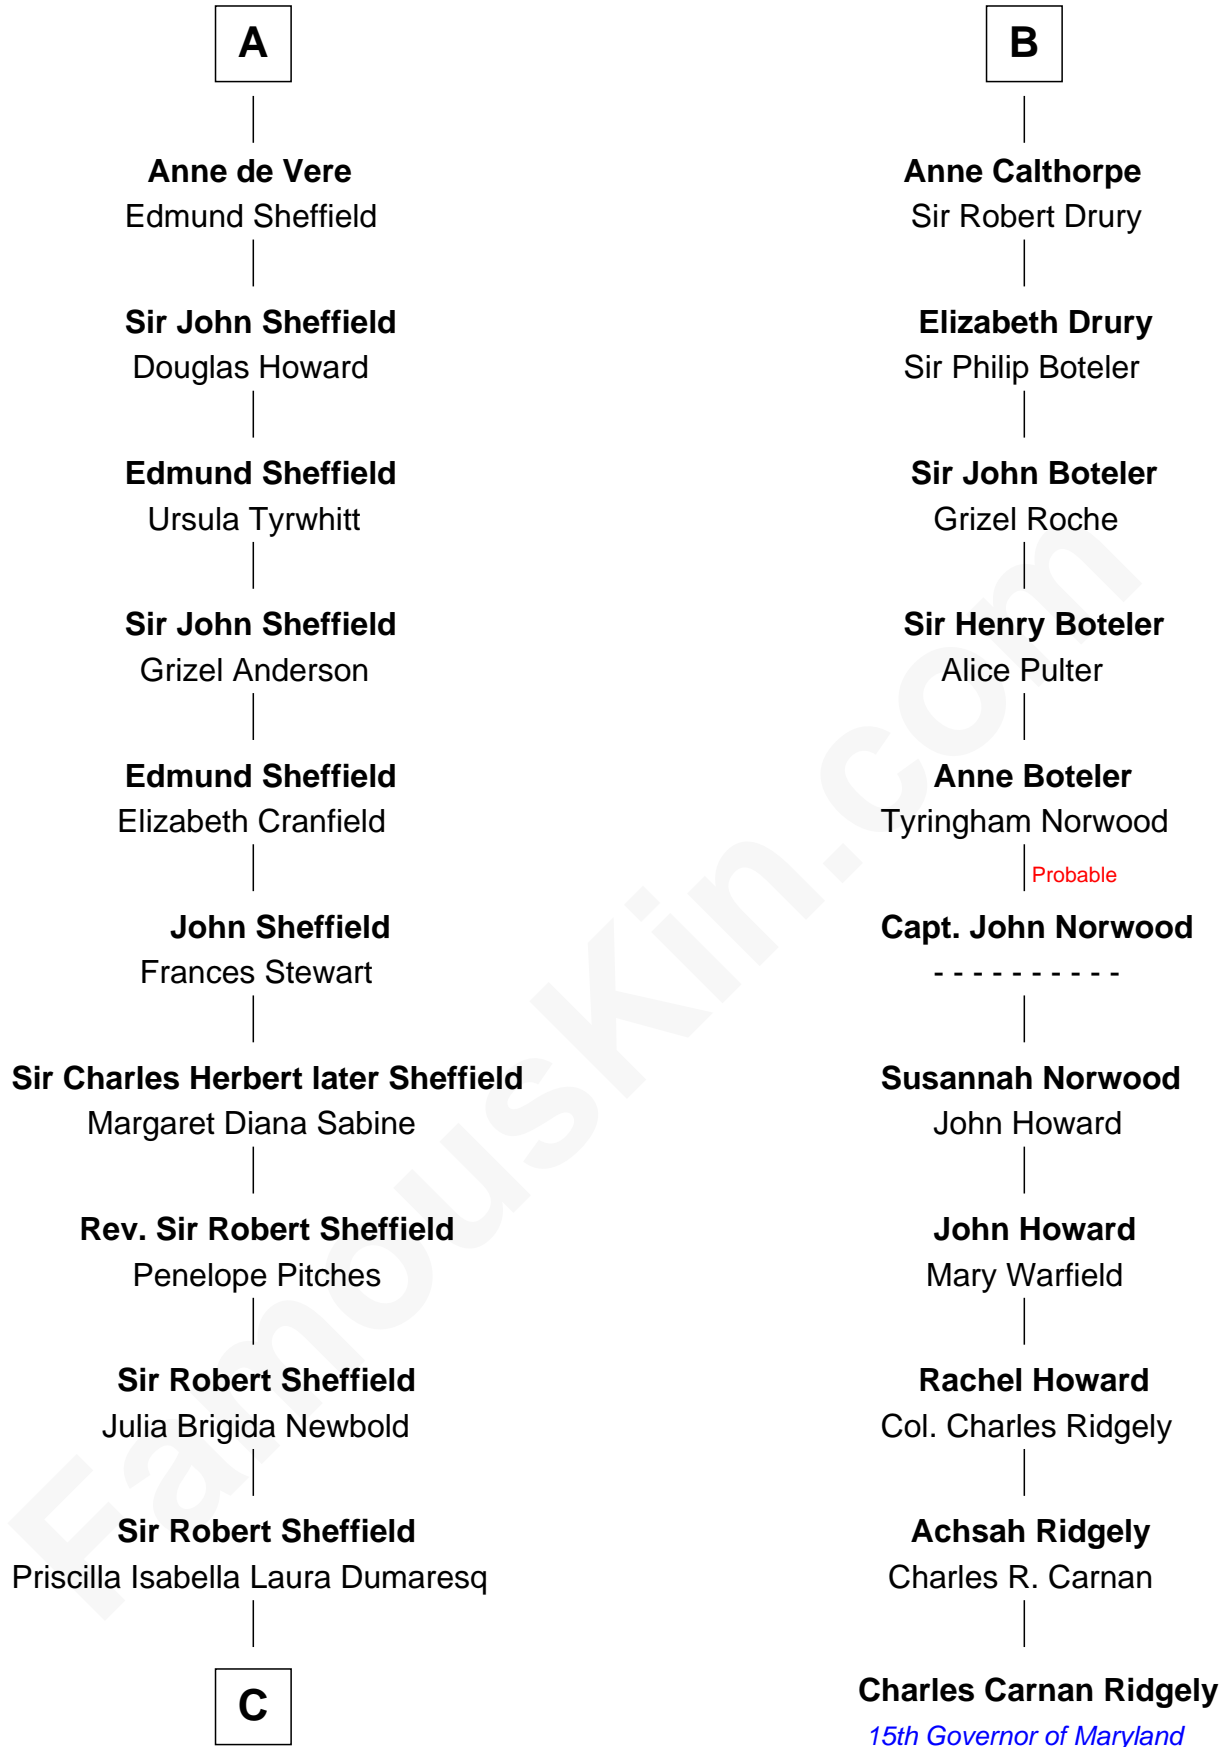 A
Anne de Vere
Edmund Sheffield
Sir John Sheffield
Douglas Howard
Edmund Sheffield
Ursula Tyrwhitt
Sir John Sheffield
Grizel Anderson
Edmund Sheffield
Elizabeth Cranfield
John Sheffield
Frances Stewart
Sir Charles Herbert later Sheffield
Margaret Diana Sabine
Rev. Sir Robert Sheffield
Penelope Pitches
Sir Robert Sheffield
Julia Brigida Newbold
Sir Robert Sheffield
Priscilla Isabella Laura Dumaresq
C
B
Anne Calthorpe
Sir Robert Drury
Elizabeth Drury
Sir Philip Boteler
Sir John Boteler
Grizel Roche
Sir Henry Boteler
Alice Pulter
Anne Boteler
Tyringham Norwood
Probable
Capt. John Norwood
- - - - - - - - - -
Susannah Norwood
John Howard
John Howard
Mary Warfield
Rachel Howard
Col. Charles Ridgely
Achsah Ridgely
Charles R. Carnan
Charles Carnan Ridgely
15th Governor of Maryland
FamousKin.com